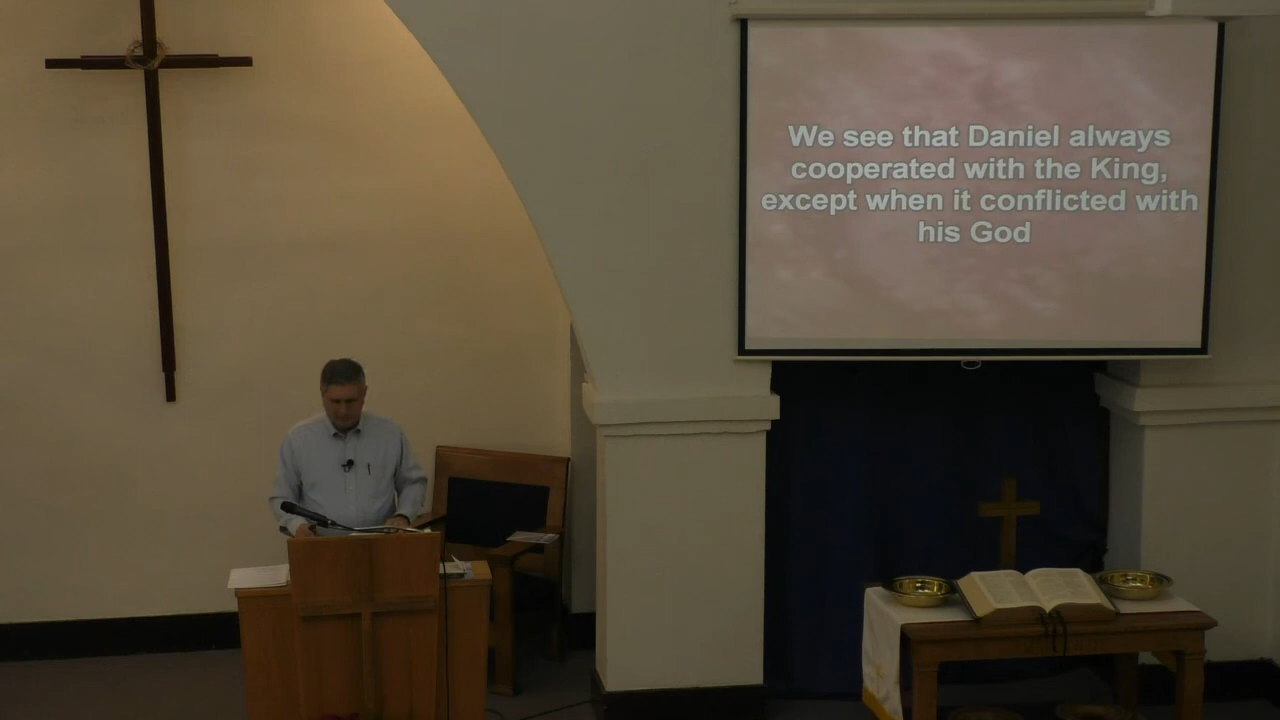 We see that Daniel always
cooperated with the King,
except when it conflicted with
his God